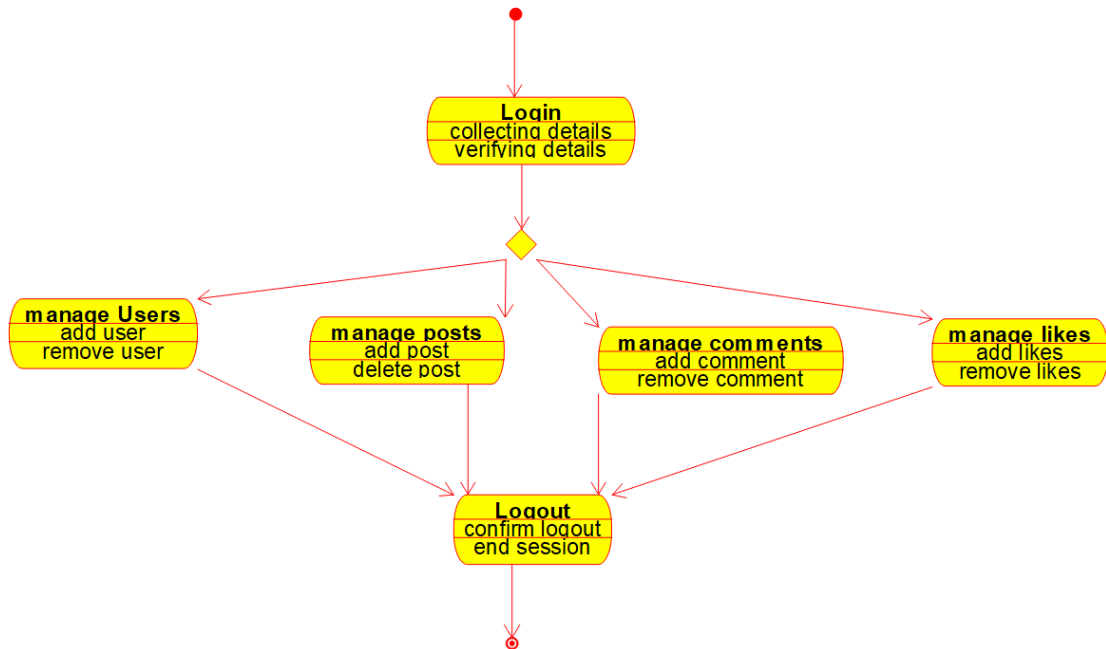 Login
collecting details
verifying details
manage Users
add user
remove user
manage posts
add post
delete post
manage comments
add comment
remove comment
manage likes
add likes
remove likes
Logout
confirm logout
end session